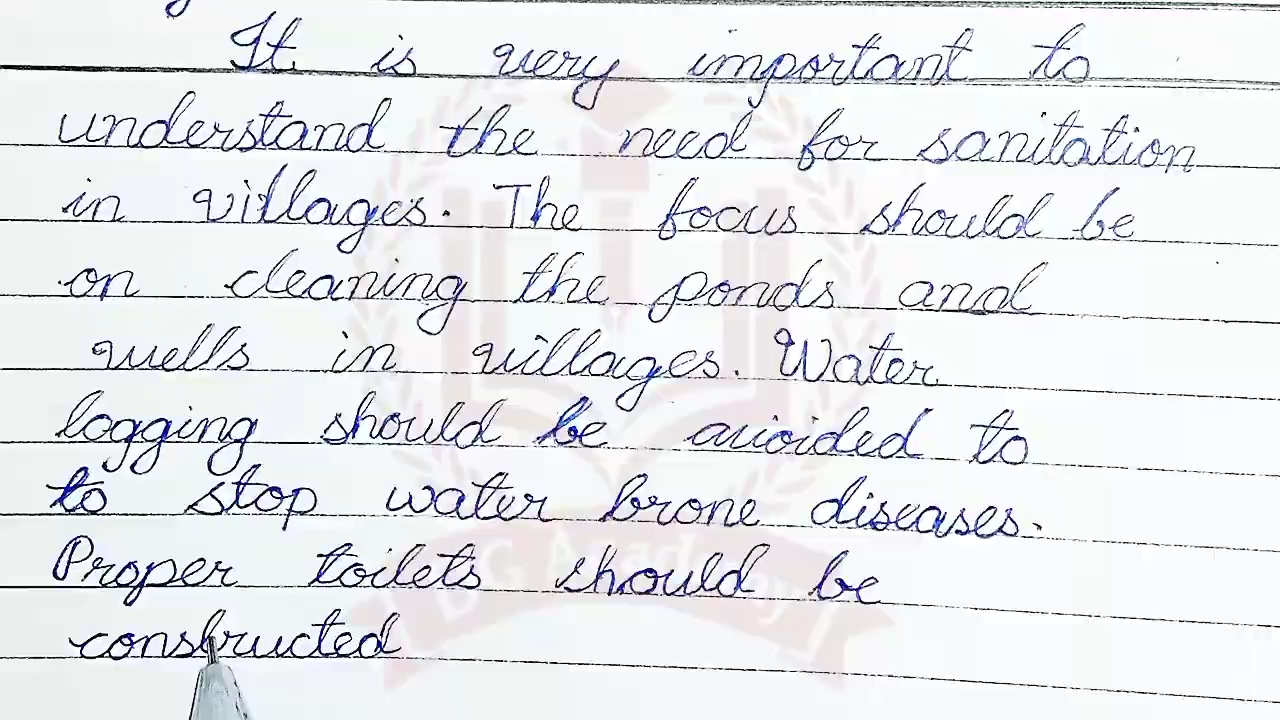 It is very important to
understand the need for sanitation
in villages. The focus should be
on cleaning the ponds and
wells in villages. Water
logging should be avoided to
to stop water brone diseases.
Proper toilets should be
constructed